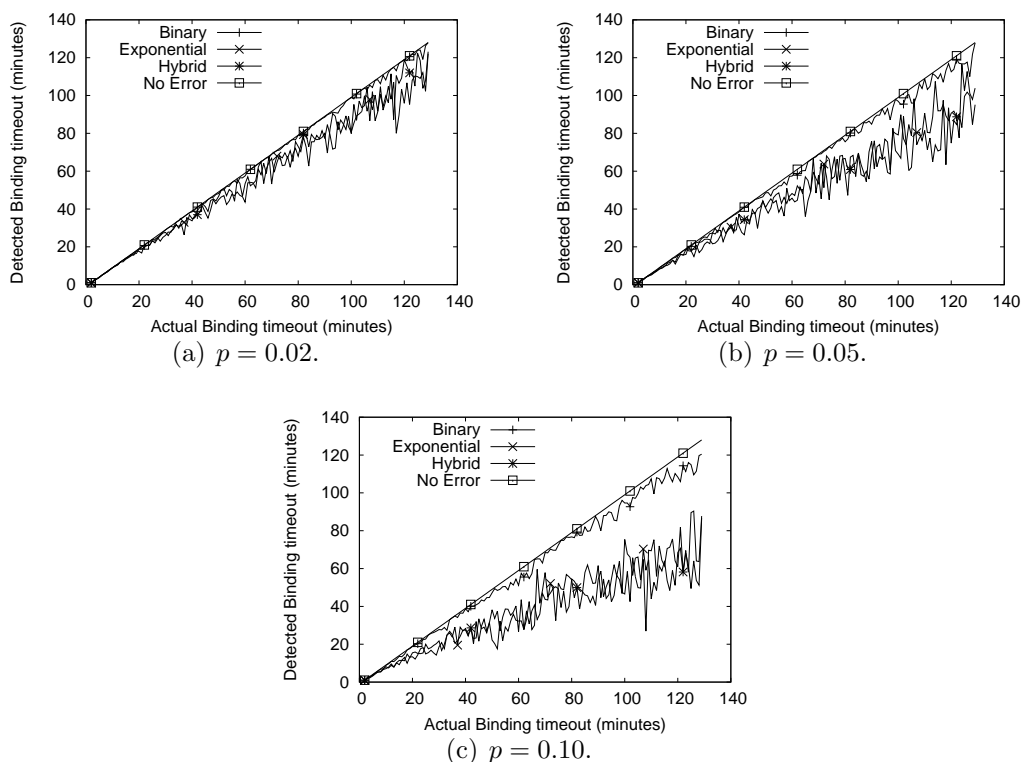 Detected Binding timeout (minutes)
140
120
100
80
60
40
20
0
Binary
Exponential
Hybrid
No Error
0 20 40 60 80 100 120 140
Actual Binding timeout (minutes)
(a) p = 0.02.
Detected Binding timeout (minutes)
140
120
100
80
60
40
20
0
Binary
Exponential
Hybrid
No Error
0 20 40 60 80 100 120 140
Actual Binding timeout (minutes)
(b) p = 0.05.
Detected Binding timeout (minutes)
140
120
100
80
60
40
20
0
Binary
Exponential
Hybrid
No Error
0 20 40 60 80 100 120 140
Actual Binding timeout (minutes)
(c) p = 0.10.